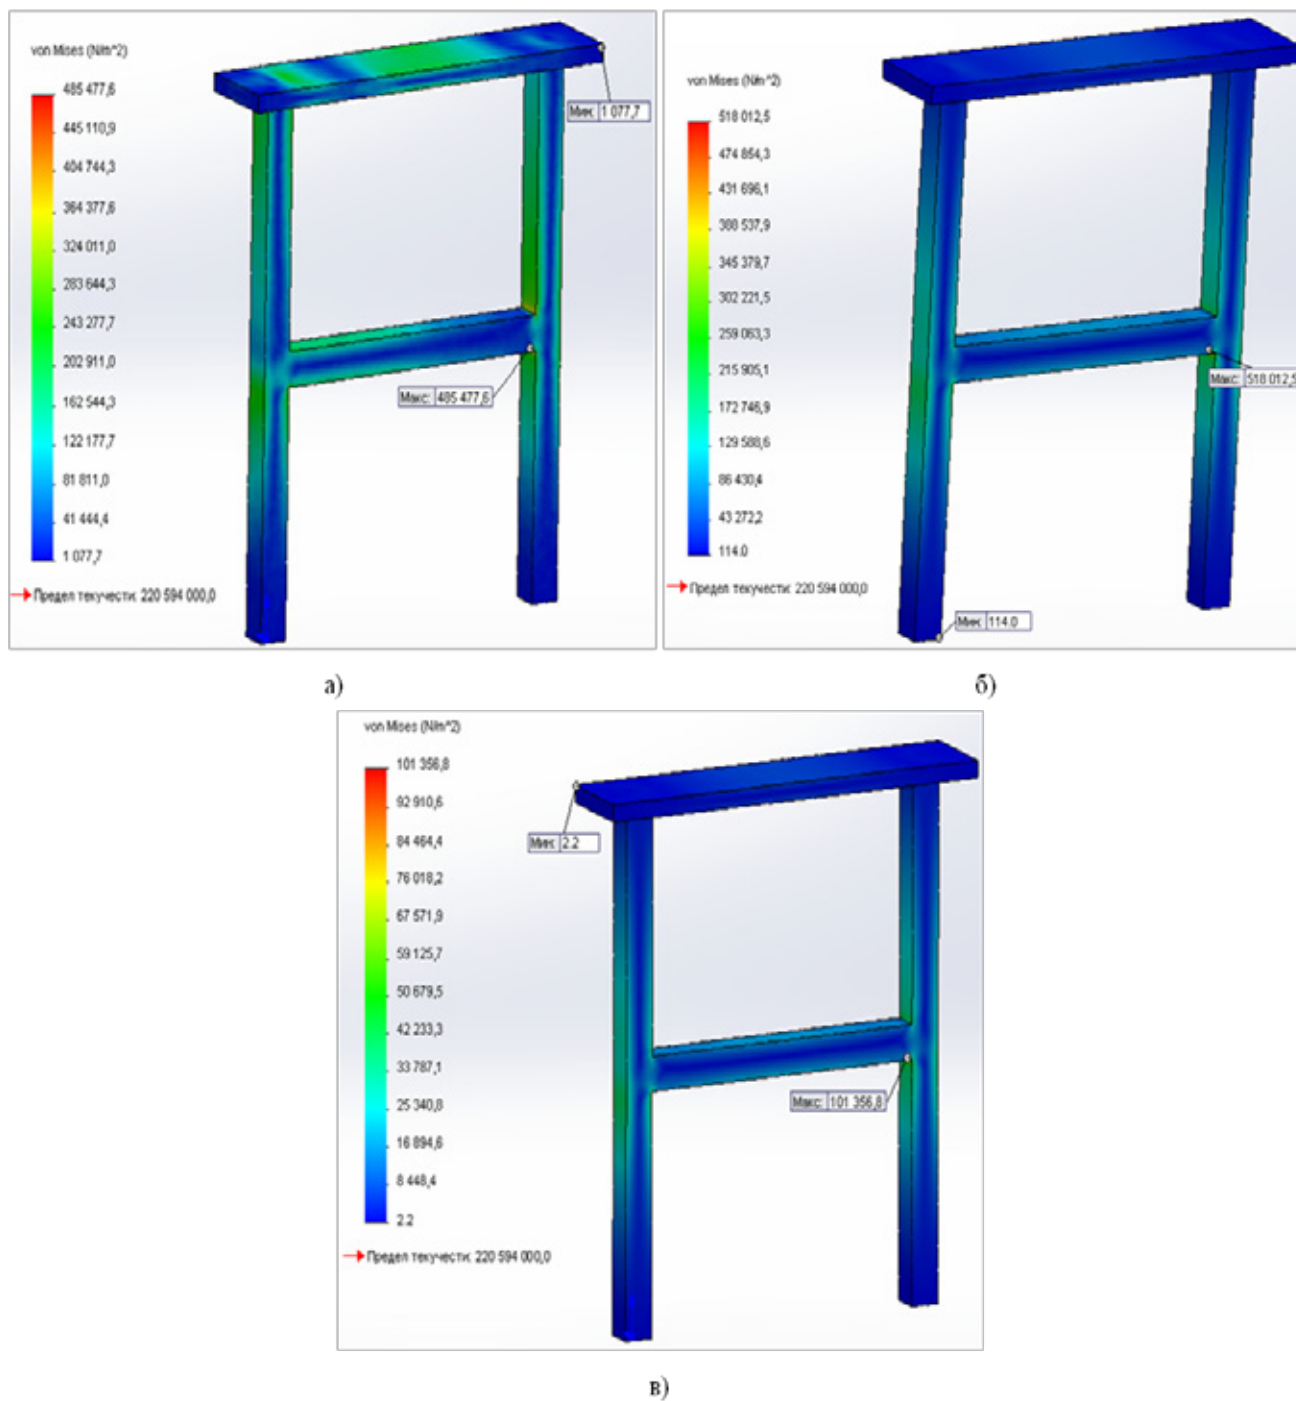 von Mises (N/m^2)
485 477,6
445 110,9
404 744,3
364 377,6
324 011,0
283 644,3
243 277,7
202 911,0
162 544,3
122 177,7
81 811,0
41 444,4
1 077,7
Предел текучести: 220 594 000,0
Мин: 1 077,7
Макс: 485 477,6
а)
von Mises (N/m^2)
518 012,5
474 854,3
431 696,1
388 537,9
345 379,7
302 221,5
259 063,3
215 905,1
172 746,9
129 588,6
86 430,4
43 272,2
114.0
Предел текучести: 220 594 000,0
Макс: 518 012,5
Мин: 114.0
б)
von Mises (N/m^2)
101 356,8
92 910,6
84 464,4
76 018,2
67 571,9
59 125,7
50 679,5
42 233,3
33 787,1
25 340,8
16 894,6
8 448,4
2.2
Предел текучести: 220 594 000,0
Мин: 2.2
Макс: 101 356,8
в)